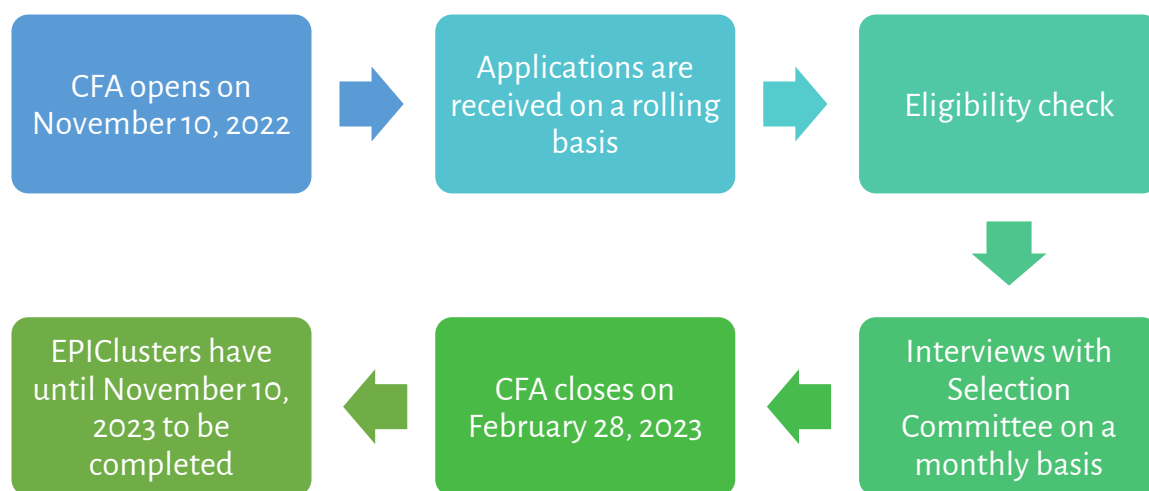 CFA opens on
November 10, 2022
Applications are
received on a rolling
basis
Eligibility check
Interviews with
Selection
Committee on a
monthly basis
CFA closes on
February 28, 2023
EPIClusters have
until November 10,
2023 to be
completed